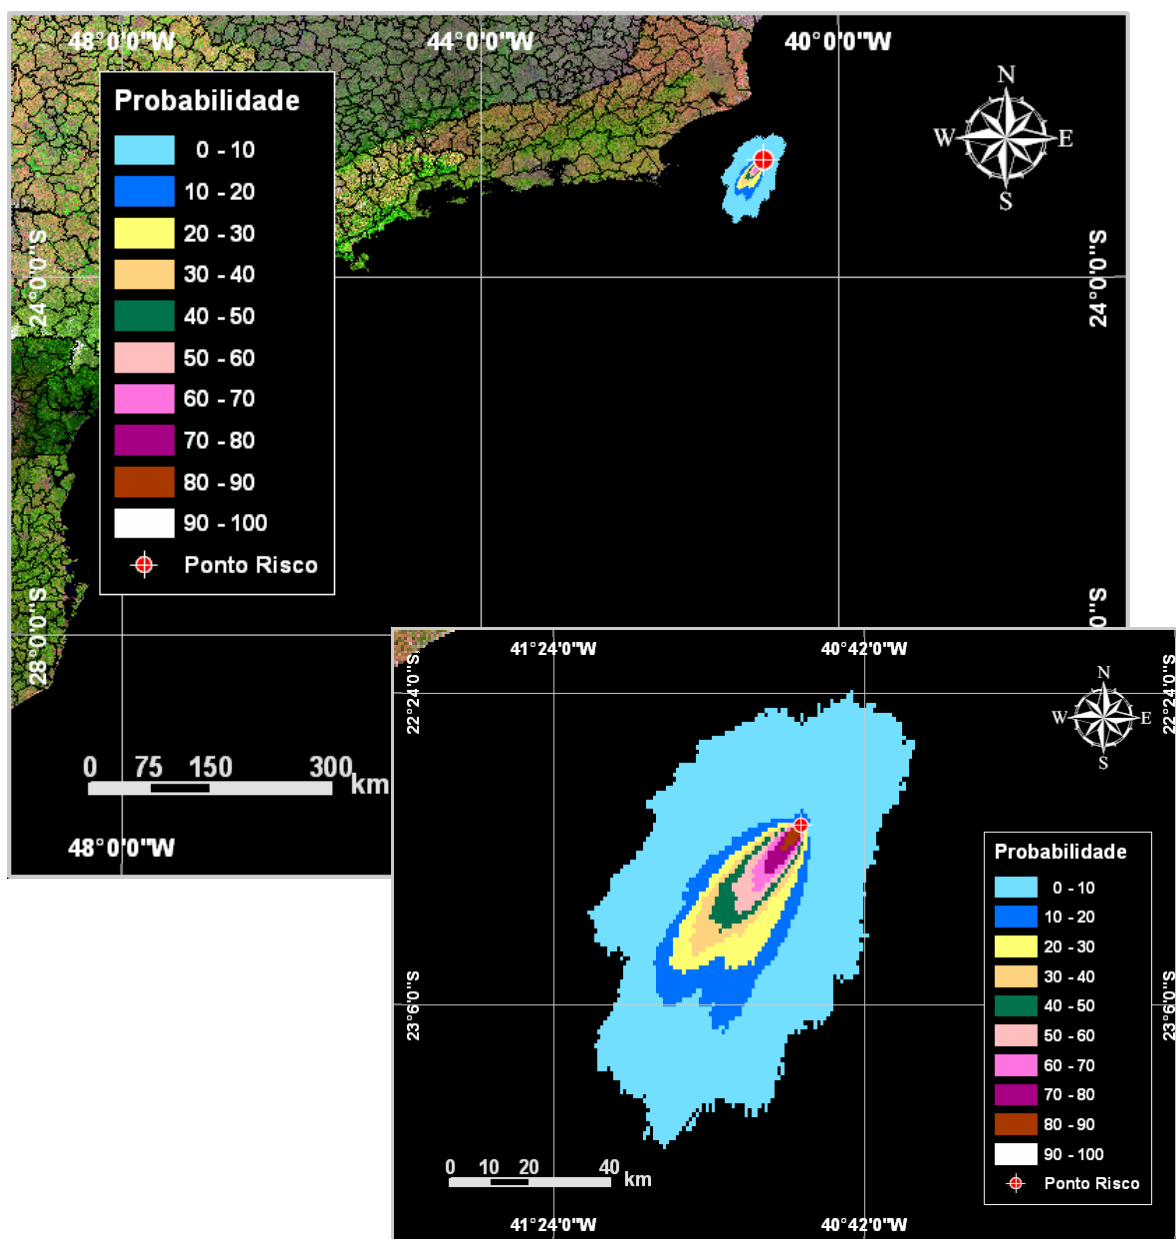 48°0'0"W
44°0'0"W
40°0'0"W
N
W
E
S
Probabilidade
0 - 10
10 - 20
20 - 30
30 - 40
40 - 50
50 - 60
60 - 70
70 - 80
80 - 90
90 - 100
Ponto Risco
24°0'0"S
24°0'0"S
28°0'0"S
0"S
0 75 150 300
km
48°0'0"W
41°24'0"W
40°42'0"W
22°24'0"S
22°24'0"S
N
W
E
S
Probabilidade
0 - 10
10 - 20
20 - 30
30 - 40
40 - 50
50 - 60
60 - 70
70 - 80
80 - 90
90 - 100
Ponto Risco
23°6'0"S
23°6'0"S
0 10 20 40
km
41°24'0"W
40°42'0"W